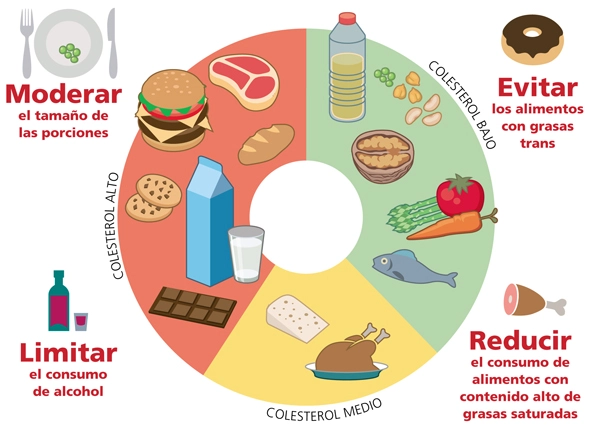 Moderar
el tamaño de
las porciones
Evitar
los alimentos
con grasas
trans
COLESTEROL ALTO
COLESTEROL BAJO
COLESTEROL MEDIO
Limitar
el consumo
de alcohol
Reducir
el consumo de
alimentos con
contenido alto de
grasas saturadas